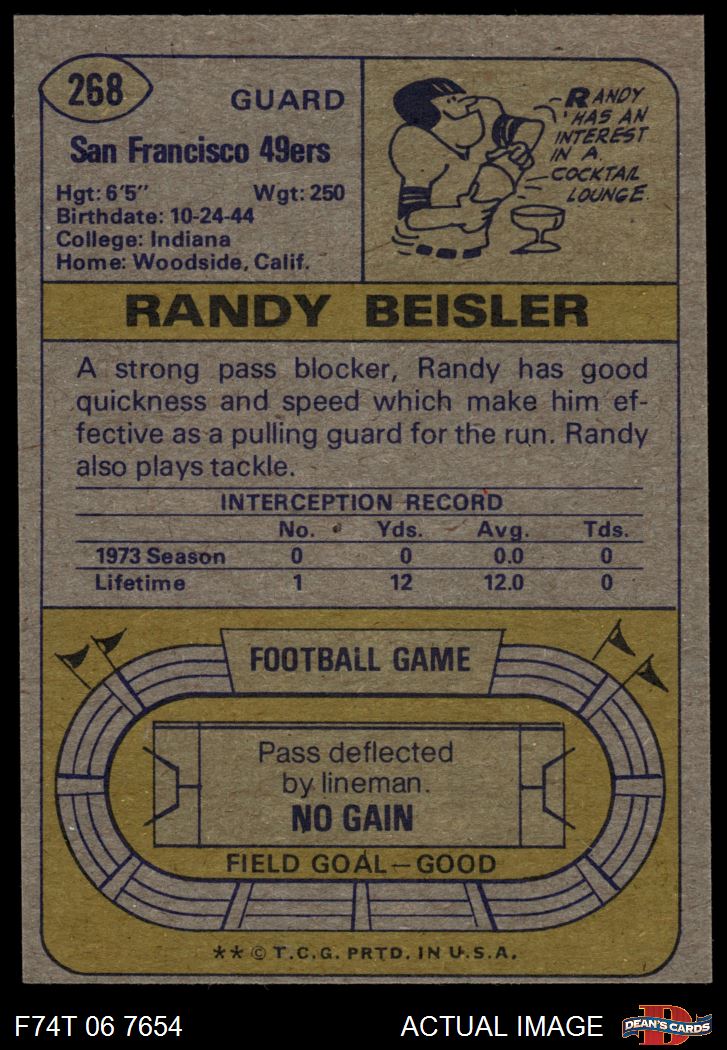 268
GUARD
San Francisco 49ers
Hgt: 6'5" Wgt: 250
Birthdate: 10-24-44
College: Indiana
Home: Woodside, Calif.
RANDY
HAS AN
INTEREST
IN A
COCKTAIL
LOUNGE.
RANDY BEISLER
A strong pass blocker, Randy has good
quickness and speed which make him ef-
fective as a pulling guard for the run. Randy
also plays tackle.
INTERCEPTION RECORD
No. Yds. Avg. Tds.
1973 Season 0 0 0.0 0
Lifetime 1 12 12.0 0
FOOTBALL GAME
Pass deflected
by lineman.
NO GAIN
FIELD GOAL—GOOD
** © T.C.G. PRTD. IN U.S.A.
F74T 06 7654 ACTUAL IMAGE
D
DEAN'S CARDS